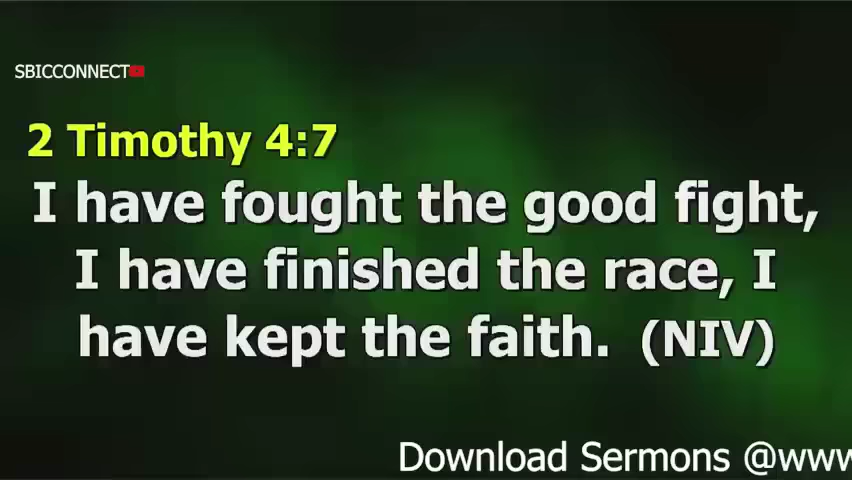 SBICCONNECT
2 Timothy 4:7
I have fought the good fight,
I have finished the race, I
have kept the faith. (NIV)
Download Sermons @www